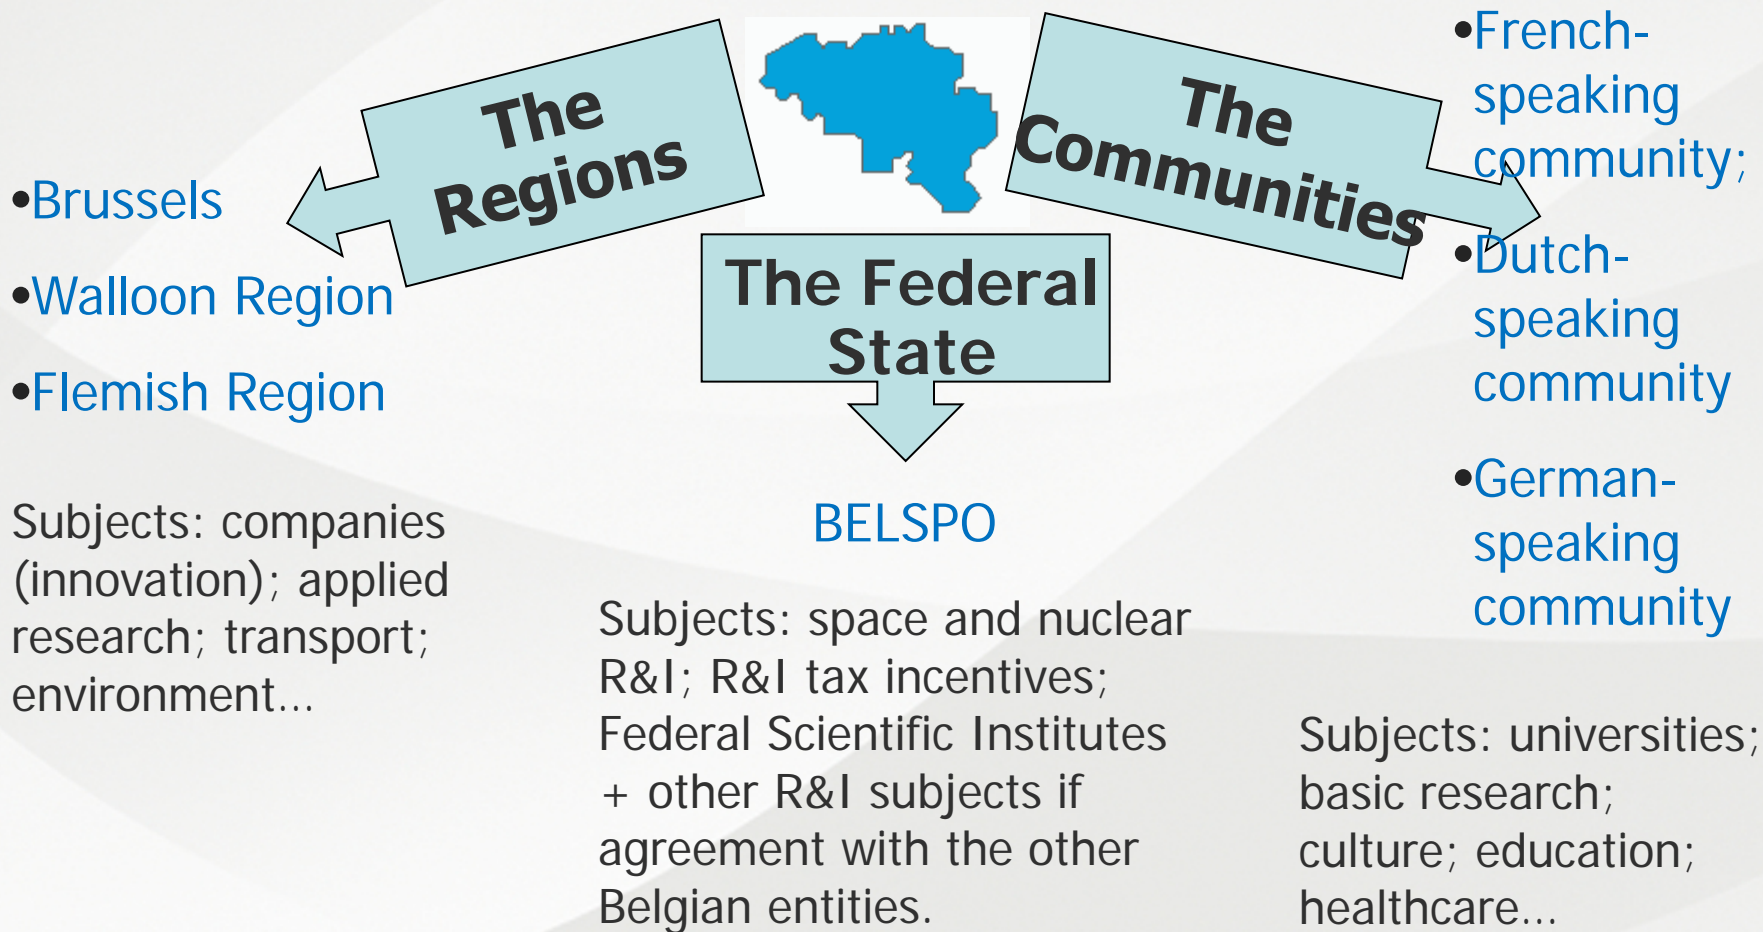 The
Regions
•Brussels
•Walloon Region
•Flemish Region
Subjects: companies
(innovation); applied
research; transport;
environment...
The Federal
State
BELSPO
Subjects: space and nuclear
R&I; R&I tax incentives;
Federal Scientific Institutes
+ other R&I subjects if
agreement with the other
Belgian entities.
The
Communities
•French-
speaking
community;
•Dutch-
speaking
community
•German-
speaking
community
Subjects: universities;
basic research;
culture; education;
healthcare...